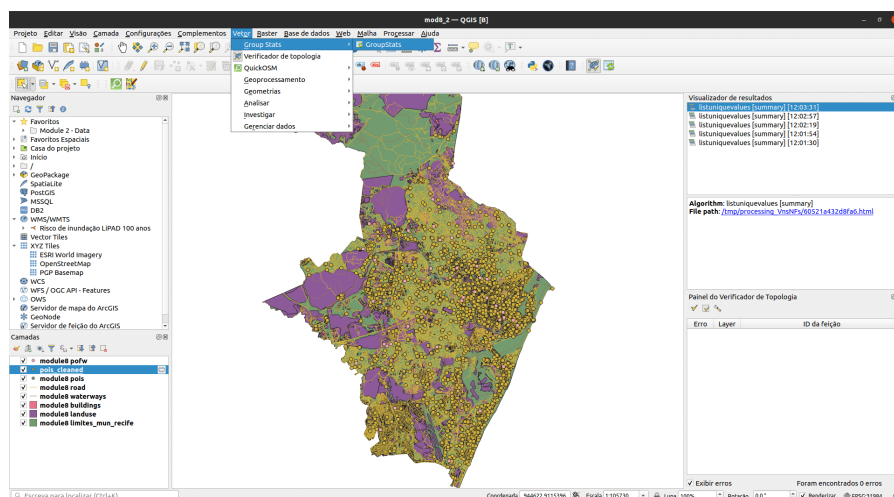 mod8_2 — QGIS [B]
Projeto Editar Visão Camada Configurações Complementos Vetor Raster Base de dados Web Malha Processar Ajuda
Group Stats
GroupStats
Verificador de topologia
QuickOSM
Geoprocessamento
Geometrias
Analisar
Investigar
Gerenciar dados
Navegador
Favoritos
Module 2 - Data
Favoritos Espaciais
Casa do projeto
Início
/
GeoPackage
SpatiaLite
PostGIS
MSSQL
DB2
WMS/WMTS
Risco de inundação LiPAD 100 anos
Vector Tiles
XYZ Tiles
ESRI World Imagery
OpenStreetMap
PGP Basemap
WCS
WFS / OGC API - Features
OWS
Servidor de mapa do ArcGIS
GeoNode
Servidor de feição do ArcGIS
Camadas
module8 pofw
pois_cleaned
module8 pois
module8 road
module8 waterways
module8 buildings
module8 landuse
module8 limites_mun_recife
Visualizador de resultados
listuniquevalues [summary] [12:03:31]
listuniquevalues [summary] [12:02:57]
listuniquevalues [summary] [12:02:19]
listuniquevalues [summary] [12:01:54]
listuniquevalues [summary] [12:01:30]
Algorithm: listuniquevalues [summary]
File path: /tmp/processing_VnsNFs/60521a432d8fa6.html
Painel do Verificador de Topologia
Erro Layer ID da feição
Exibir erros Foram encontrados 0 erros
Escreva para localizar (Ctrl+K) Coordenada 944622,9115396 Escala 1:105730 Lupa 100% Rotação 0,0 ° Renderizar EPSG:31984